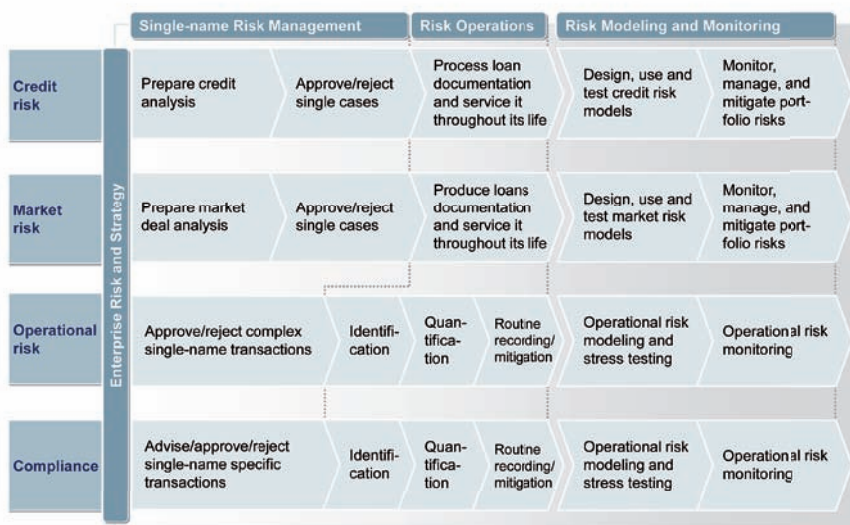 Single-name Risk Management
Risk Operations
Risk Modeling and Monitoring
Enterprise Risk and Strategy
Credit
risk
Prepare credit
analysis
Approve/reject
single cases
Process loan
documentation
and service it
throughout its life
Design, use and
test credit risk
models
Monitor,
manage, and
mitigate port-
folio risks
Market
risk
Prepare market
deal analysis
Approve/reject
single cases
Produce loans
documentation
and service it
throughout its life
Design, use and
test market risk
models
Monitor,
manage, and
mitigate port-
folio risks
Operational
risk
Approve/reject complex
single-name transactions
Identifi-
cation
Quan-
tifica-
tion
Routine
recording/
mitigation
Operational risk
modeling and
stress testing
Operational risk
monitoring
Compliance
Advise/approve/reject
single-name specific
transactions
Identifi-
cation
Quan-
tifica-
tion
Routine
recording/
mitigation
Operational risk
modeling and
stress testing
Operational risk
monitoring